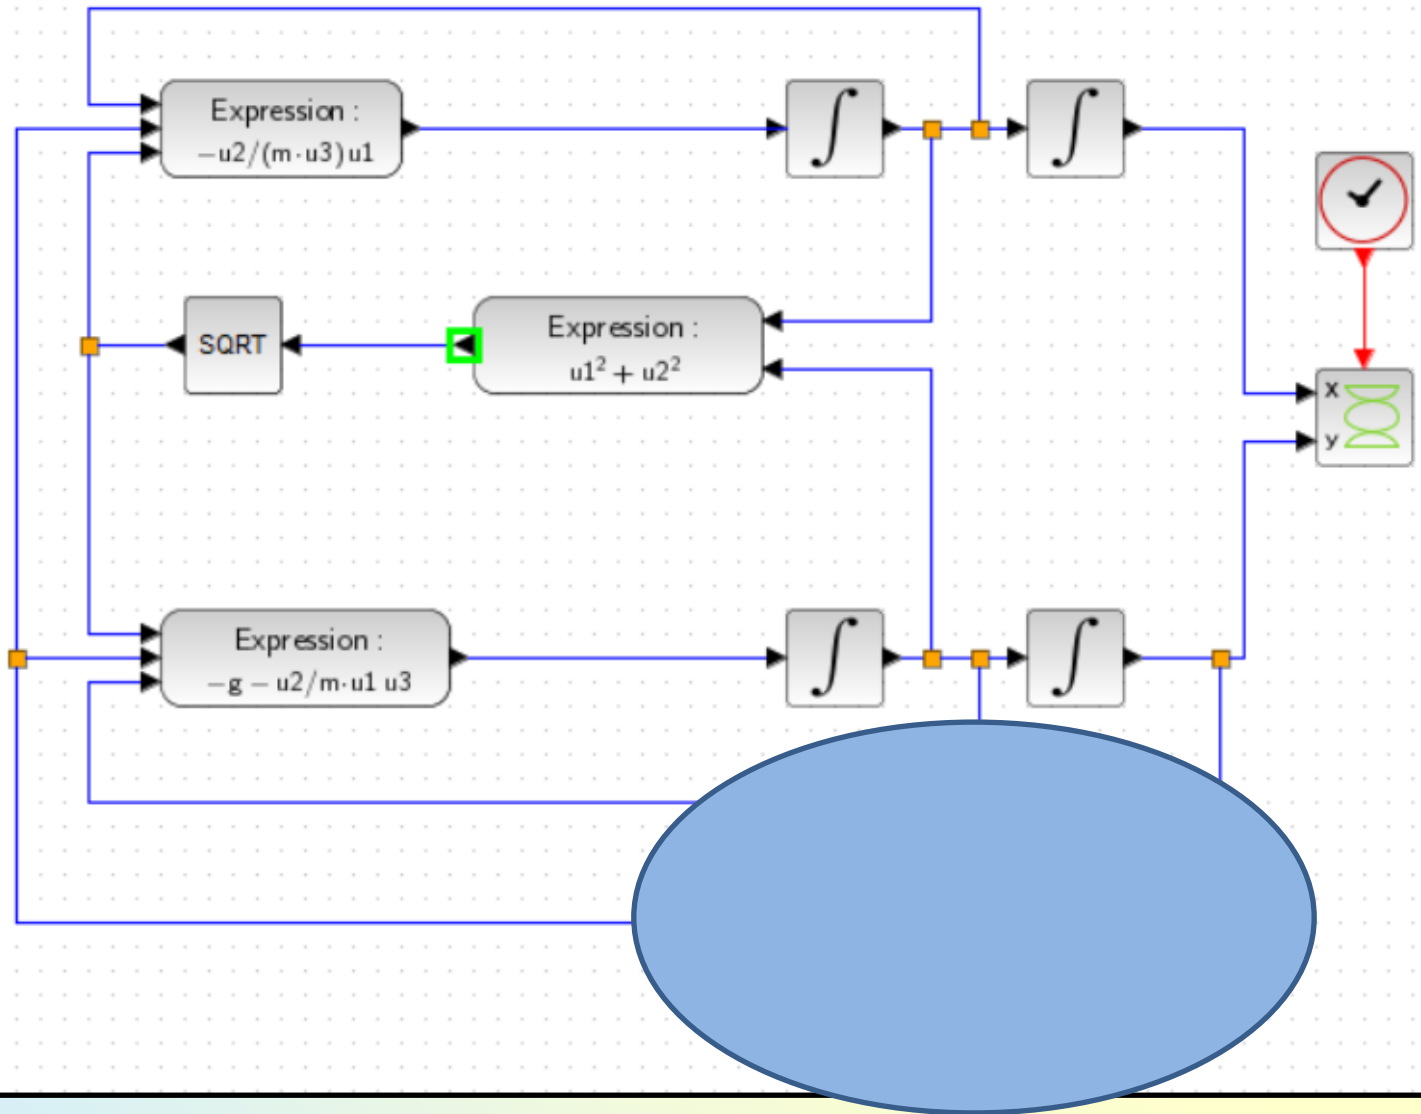 Expression :
−u2/(m·u3) u1
∫
∫
SQRT
Expression :
u1² + u2²
x
y
Expression :
−g − u2/m·u1 u3
∫
∫